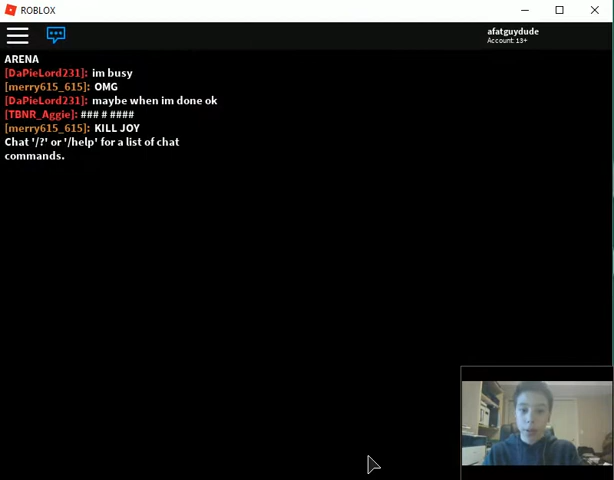 ROBLOX
afatguydude
Account: 13+
ARENA
[DaPieLord231]: im busy
[merry615_615]: OMG
[DaPieLord231]: maybe when im done ok
[TBNR_Aggie]: ### # ####
[merry615_615]: KILL JOY
Chat '/?' or '/help' for a list of chat
commands.